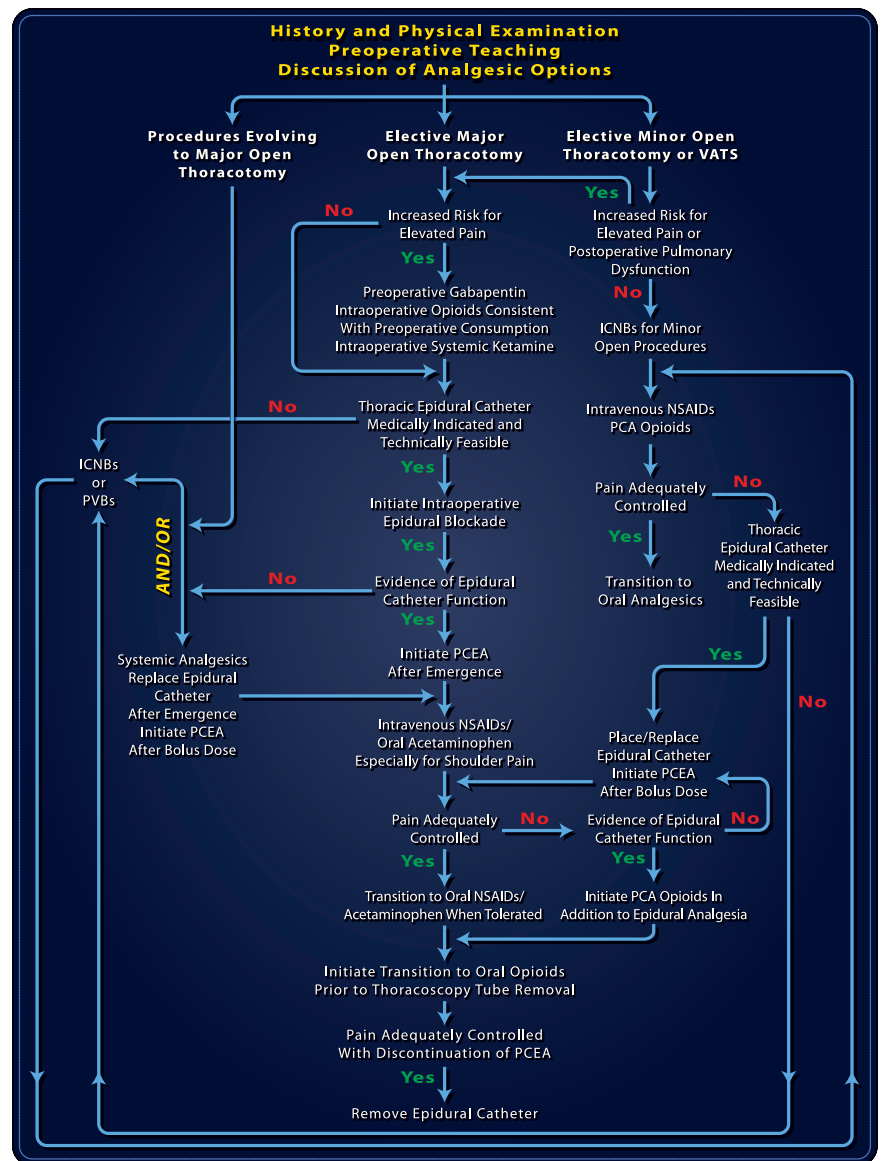 History and Physical Examination
Preoperative Teaching
Discussion of Analgesic Options
Procedures Evolving
to Major Open
Thoracotomy
Elective Major
Open Thoracotomy
Elective Minor Open
Thoracotomy or VATS
Yes
No
Increased Risk for
Elevated Pain
Increased Risk for
Elevated Pain or
Postoperative Pulmonary
Dysfunction
Yes
No
Preoperative Gabapentin
Intraoperative Opioids Consistent
With Preoperative Consumption
Intraoperative Systemic Ketamine
ICNBs for Minor
Open Procedures
No
Thoracic Epidural Catheter
Medically Indicated and
Technically Feasible
Intravenous NSAIDs
PCA Opioids
ICNBs
or
PVBs
Yes
Pain Adequately
Controlled
No
Initiate Intraoperative
Epidural Blockade
Yes
Yes
Thoracic
Epidural Catheter
Medically Indicated
and Technically
Feasible
AND/OR
No
Evidence of Epidural
Catheter Function
Transition to
Oral Analgesics
Yes
Initiate PCEA
After Emergence
Yes
No
Systemic Analgesics
Replace Epidural
Catheter
After Emergence
Initiate PCEA
After Bolus Dose
Intravenous NSAIDs/
Oral Acetaminophen
Especially for Shoulder Pain
Place/Replace
Epidural Catheter
Initiate PCEA
After Bolus Dose
Pain Adequately
Controlled
No
Evidence of Epidural
Catheter Function
No
Yes
Yes
Transition to Oral NSAIDs/
Acetaminophen When Tolerated
Initiate PCA Opioids In
Addition to Epidural Analgesia
Initiate Transition to Oral Opioids
Prior to Thoracoscopy Tube Removal
Pain Adequately Controlled
With Discontinuation of PCEA
Yes
Remove Epidural Catheter